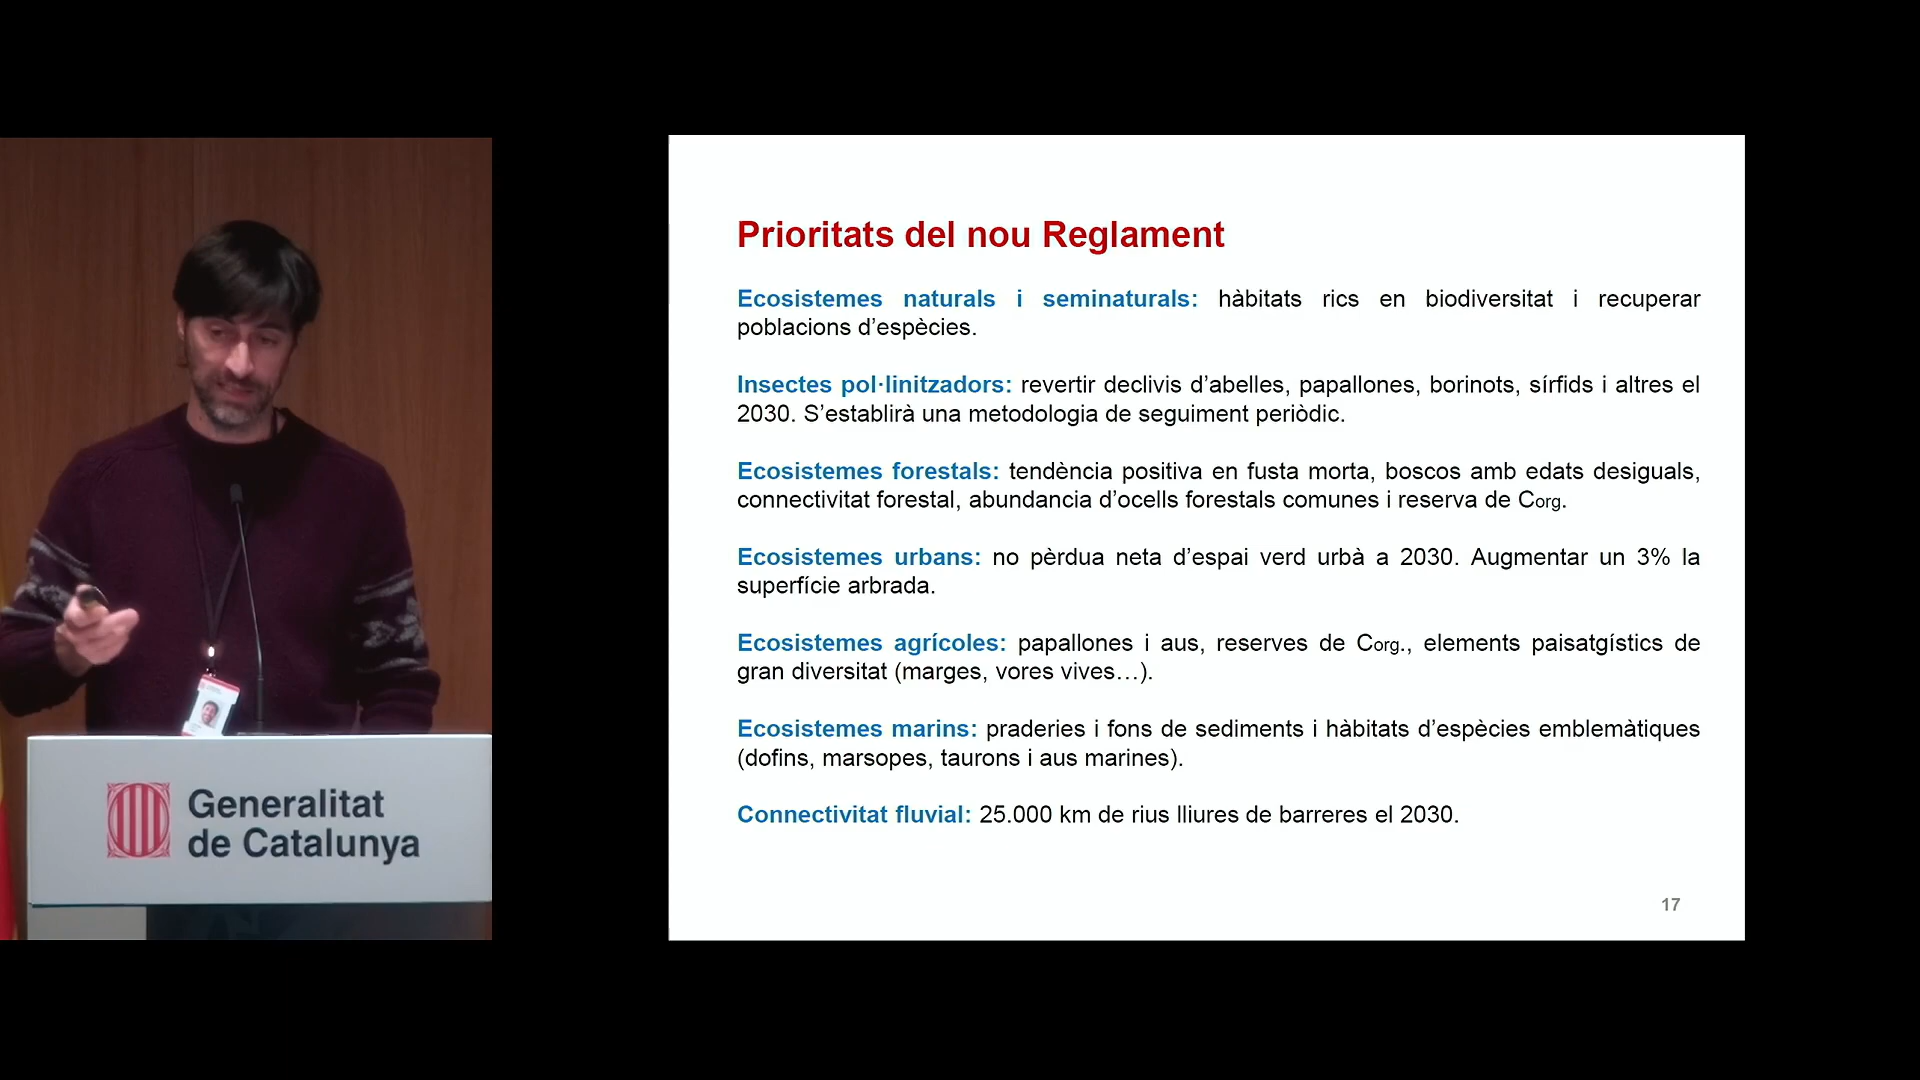 Prioritats del nou Reglament
Ecosistemes naturals i seminaturals: hàbitats rics en biodiversitat i recuperar
poblacions d’espècies.
Insectes pol·linitzadors: revertir declivis d’abelles, papallones, borinots, sírfids i altres el
2030. S’establirà una metodologia de seguiment periòdic.
Ecosistemes forestals: tendència positiva en fusta morta, boscos amb edats desiguals,
connectivitat forestal, abundancia d’ocells forestals comunes i reserva de Corg.
Ecosistemes urbans: no pèrdua neta d’espai verd urbà a 2030. Augmentar un 3% la
superfície arbrada.
Ecosistemes agrícoles: papallones i aus, reserves de Corg., elements paisatgístics de
gran diversitat (marges, vores vives…).
Ecosistemes marins: praderies i fons de sediments i hàbitats d’espècies emblemàtiques
(dofins, marsopes, taurons i aus marines).
Connectivitat fluvial: 25.000 km de rius lliures de barreres el 2030.
17
Generalitat
de Catalunya